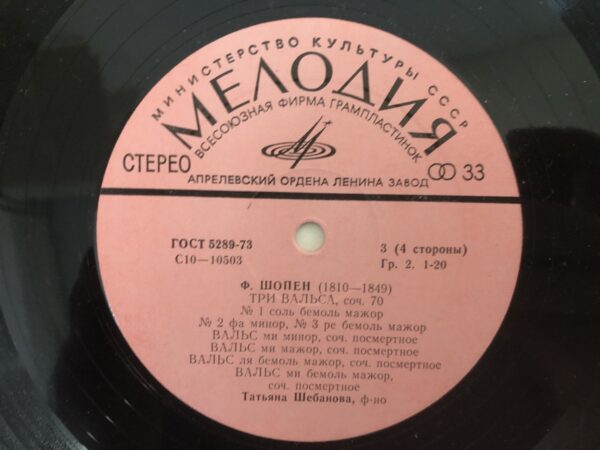 МИНИСТЕРСТВО КУЛЬТУРЫ СССР
МЕЛОДИЯ
ВСЕСОЮЗНАЯ ФИРМА ГРАМПЛАСТИНОК
СТЕРЕО
33
АПРЕЛЕВСКИЙ ОРДЕНА ЛЕНИНА ЗАВОД
ГОСТ 5289-73
С10—10503
3 (4 стороны)
Гр. 2. 1-20
Ф. ШОПЕН (1810—1849)
ТРИ ВАЛЬСА, соч. 70
№ 1 соль бемоль мажор
№ 2 фа минор, № 3 ре бемоль мажор
ВАЛЬС ми минор, соч. посмертное
ВАЛЬС ми мажор, соч. посмертное
ВАЛЬС ля бемоль мажор, соч. посмертное
ВАЛЬС ми бемоль мажор,
соч. посмертное
Татьяна Шебанова, ф-но